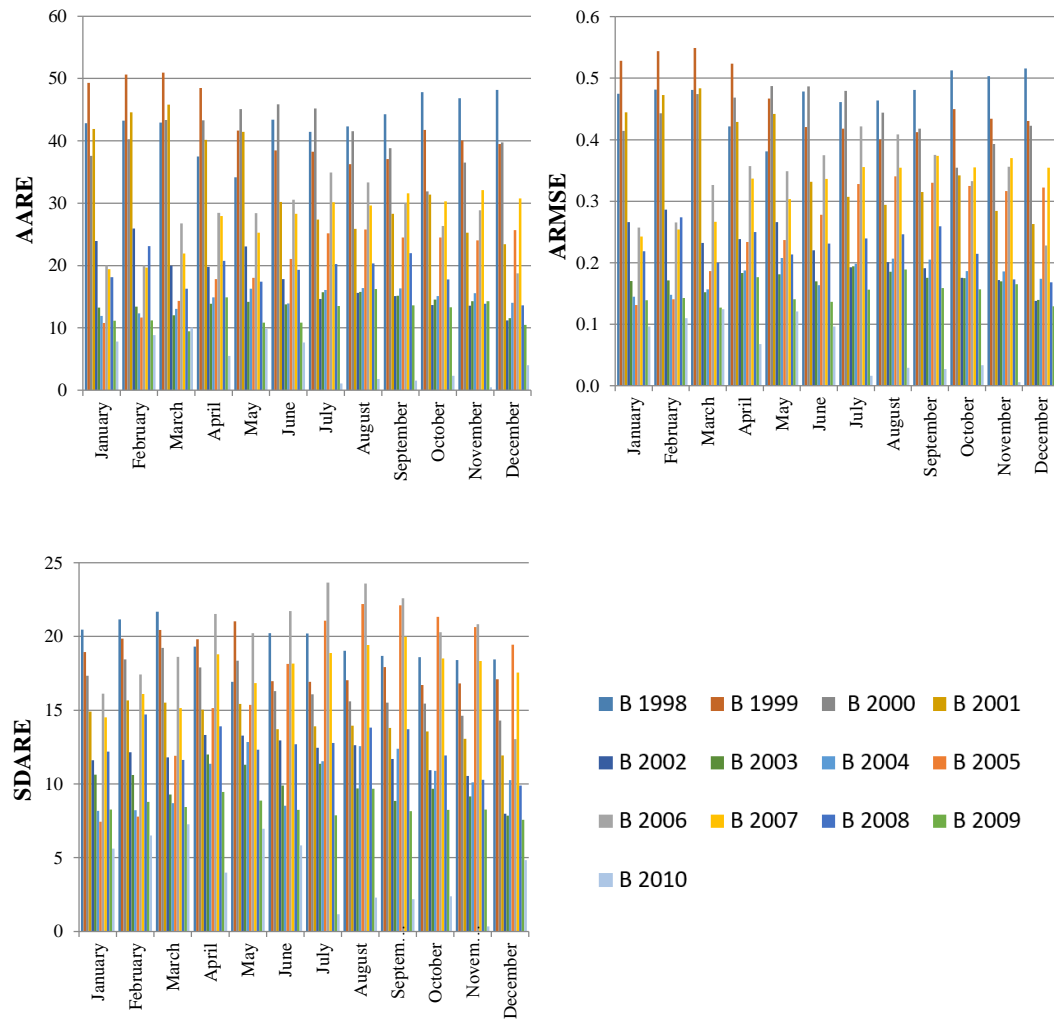 AARE
60
50
40
30
20
10
0
January
February
March
April
May
June
July
August
September
October
November
December
ARMSE
0.6
0.5
0.4
0.3
0.2
0.1
0.0
January
February
March
April
May
June
July
August
September
October
November
December
SDARE
25
20
15
10
5
0
January
February
March
April
May
June
July
August
Septem…
October
Novem…
December
B 1998 B 1999 B 2000 B 2001
B 2002 B 2003 B 2004 B 2005
B 2006 B 2007 B 2008 B 2009
B 2010